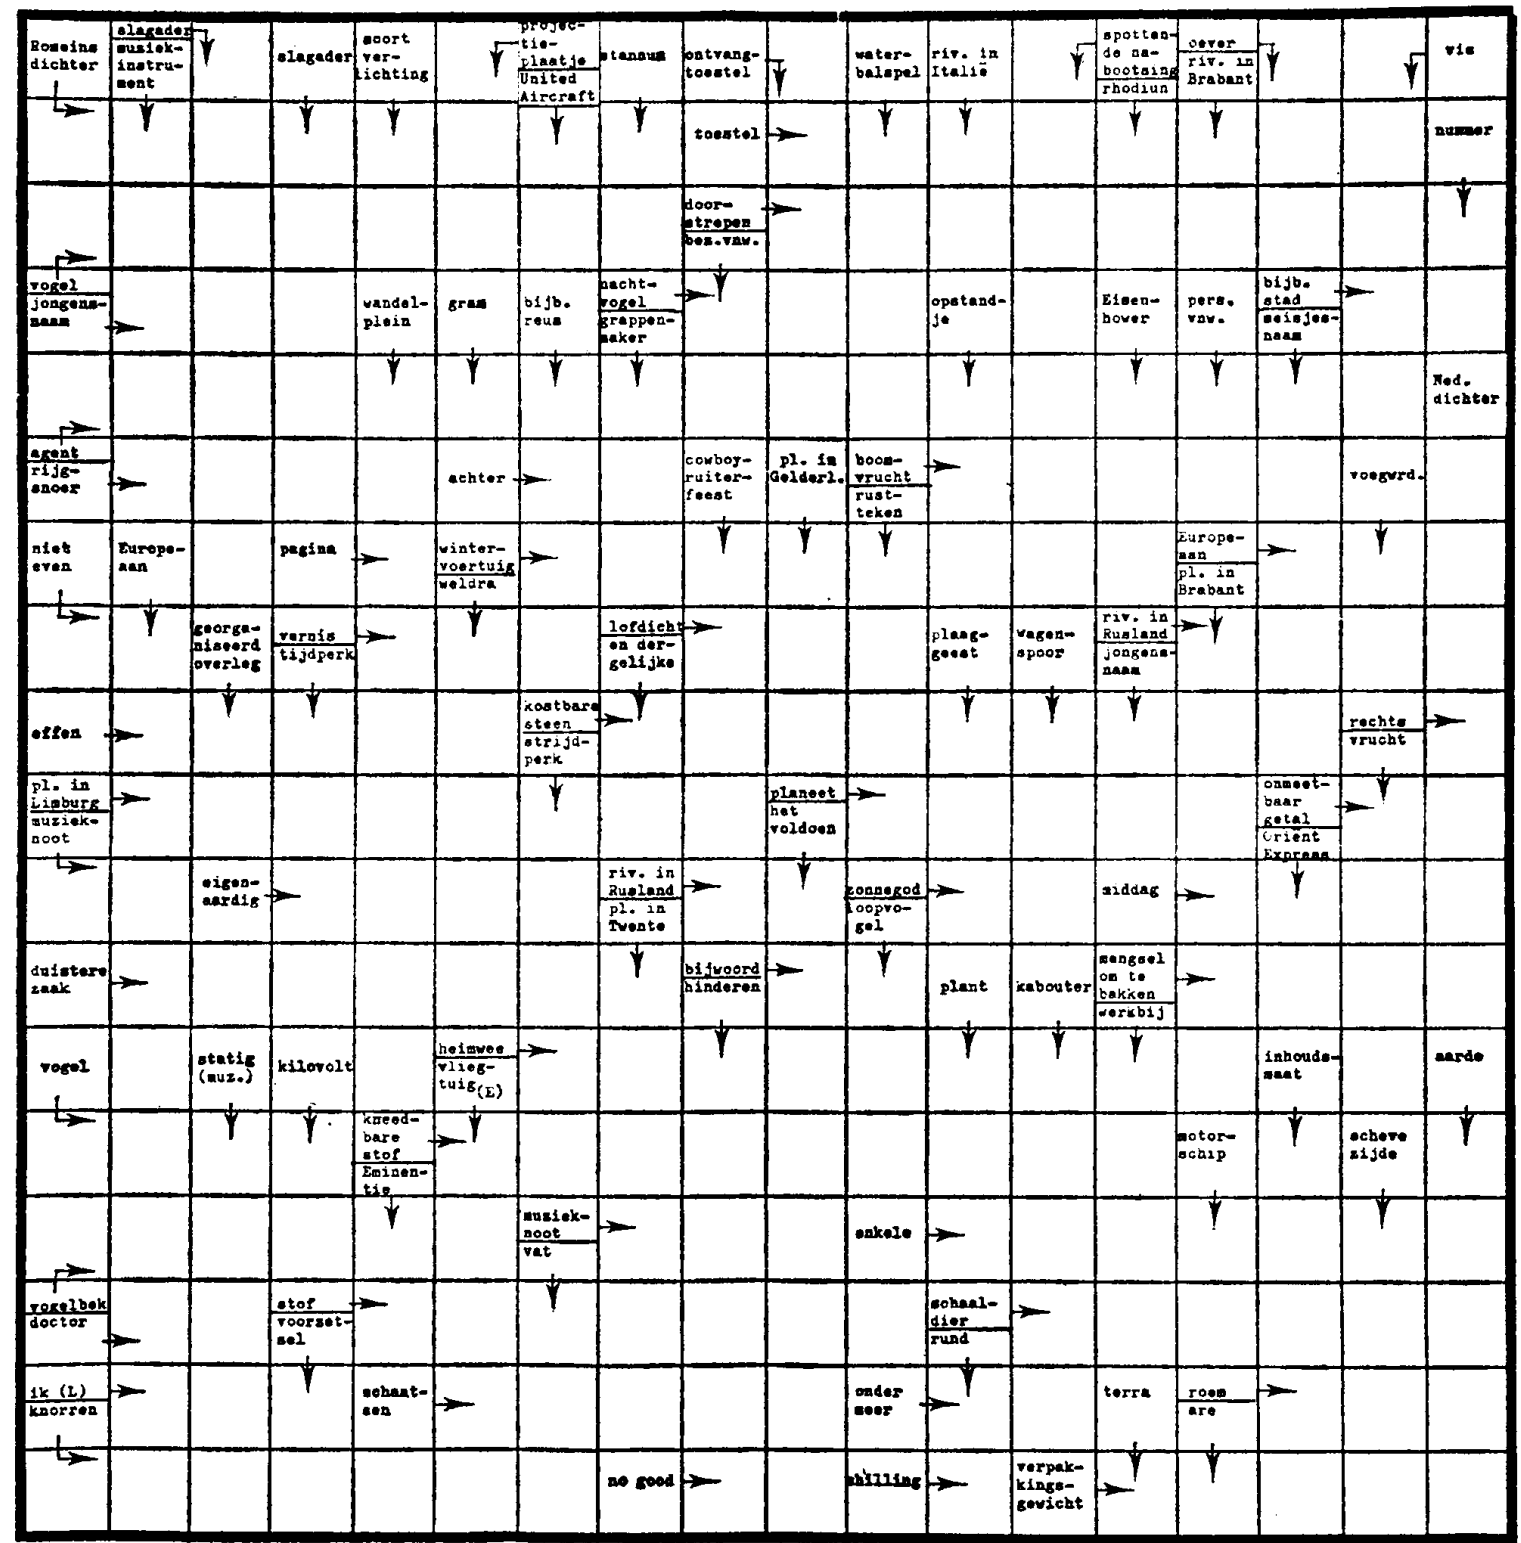 Romeins
dichter
slagader
muziek-
instru-
ment
slagader
soort
ver-
lichting
projec-
tie-
plaatje
United
Aircraft
stannum
ontvang-
toestel
water-
balspel
riv. in
Italië
spotten-
de na-
bootsing
rhodiun
oever
riv. in
Brabant
vis
toestel
nummer
door-
strepen
bez.vnw.
vogel
jongens-
naam
wandel-
plein
gram
bijb.
reus
nacht-
vogel
grappen-
maker
opstand-
je
Eisen-
hower
pers.
vnw.
bijb.
stad
meisjes-
naam
Ned.
dichter
agent
rijg-
snoer
achter
cowboy-
ruiter-
feest
pl. in
Gelderl.
boom-
vrucht
rust-
teken
voegwrd.
niet
even
Europe-
aan
pagina
winter-
voertuig
weldra
Europe-
aan
pl. in
Brabant
georga-
niseerd
overleg
vernis
tijdperk
lofdicht
en der-
gelijke
plaag-
geest
wagen-
spoor
riv. in
Rusland
jongens-
naam
effen
kostbare
steen
strijd-
perk
rechts
vrucht
pl. in
Limburg
muziek-
noot
planeet
het
voldoen
onmeet-
baar
getal
Oriënt
Express
eigen-
aardig
riv. in
Rusland
pl. in
Twente
zonnegod
loopvo-
gel
middag
duistere
zaak
bijwoord
hinderen
plant
kabouter
mengsel
om te
bakken
werkbij
vogel
statig
(muz.)
kilovolt
heimwee
vlieg-
tuig(E)
inhouds-
maat
aarde
kneed-
bare
stof
Eminen-
tie
motor-
schip
scheve
zijde
muziek-
noot
vat
enkele
vogelbek
doctor
stof
voorzet-
sel
schaal-
dier
rund
ik (L)
knorren
schaat-
sen
onder
meer
terra
roem
are
no good
shilling
verpak-
kings-
gewicht